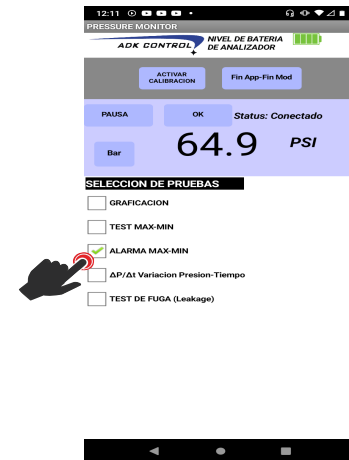 12:11
PRESSURE MONITOR
ADK CONTROL
NIVEL DE BATERIA
DE ANALIZADOR
ACTIVAR
CALIBRACION
Fin App-Fin Mod
PAUSA
OK
Status: Conectado
Bar
64.9
PSI
SELECCION DE PRUEBAS
GRAFICACION
TEST MAX-MIN
ALARMA MAX-MIN
ΔP/Δt Variacion Presion-Tiempo
TEST DE FUGA (Leakage)